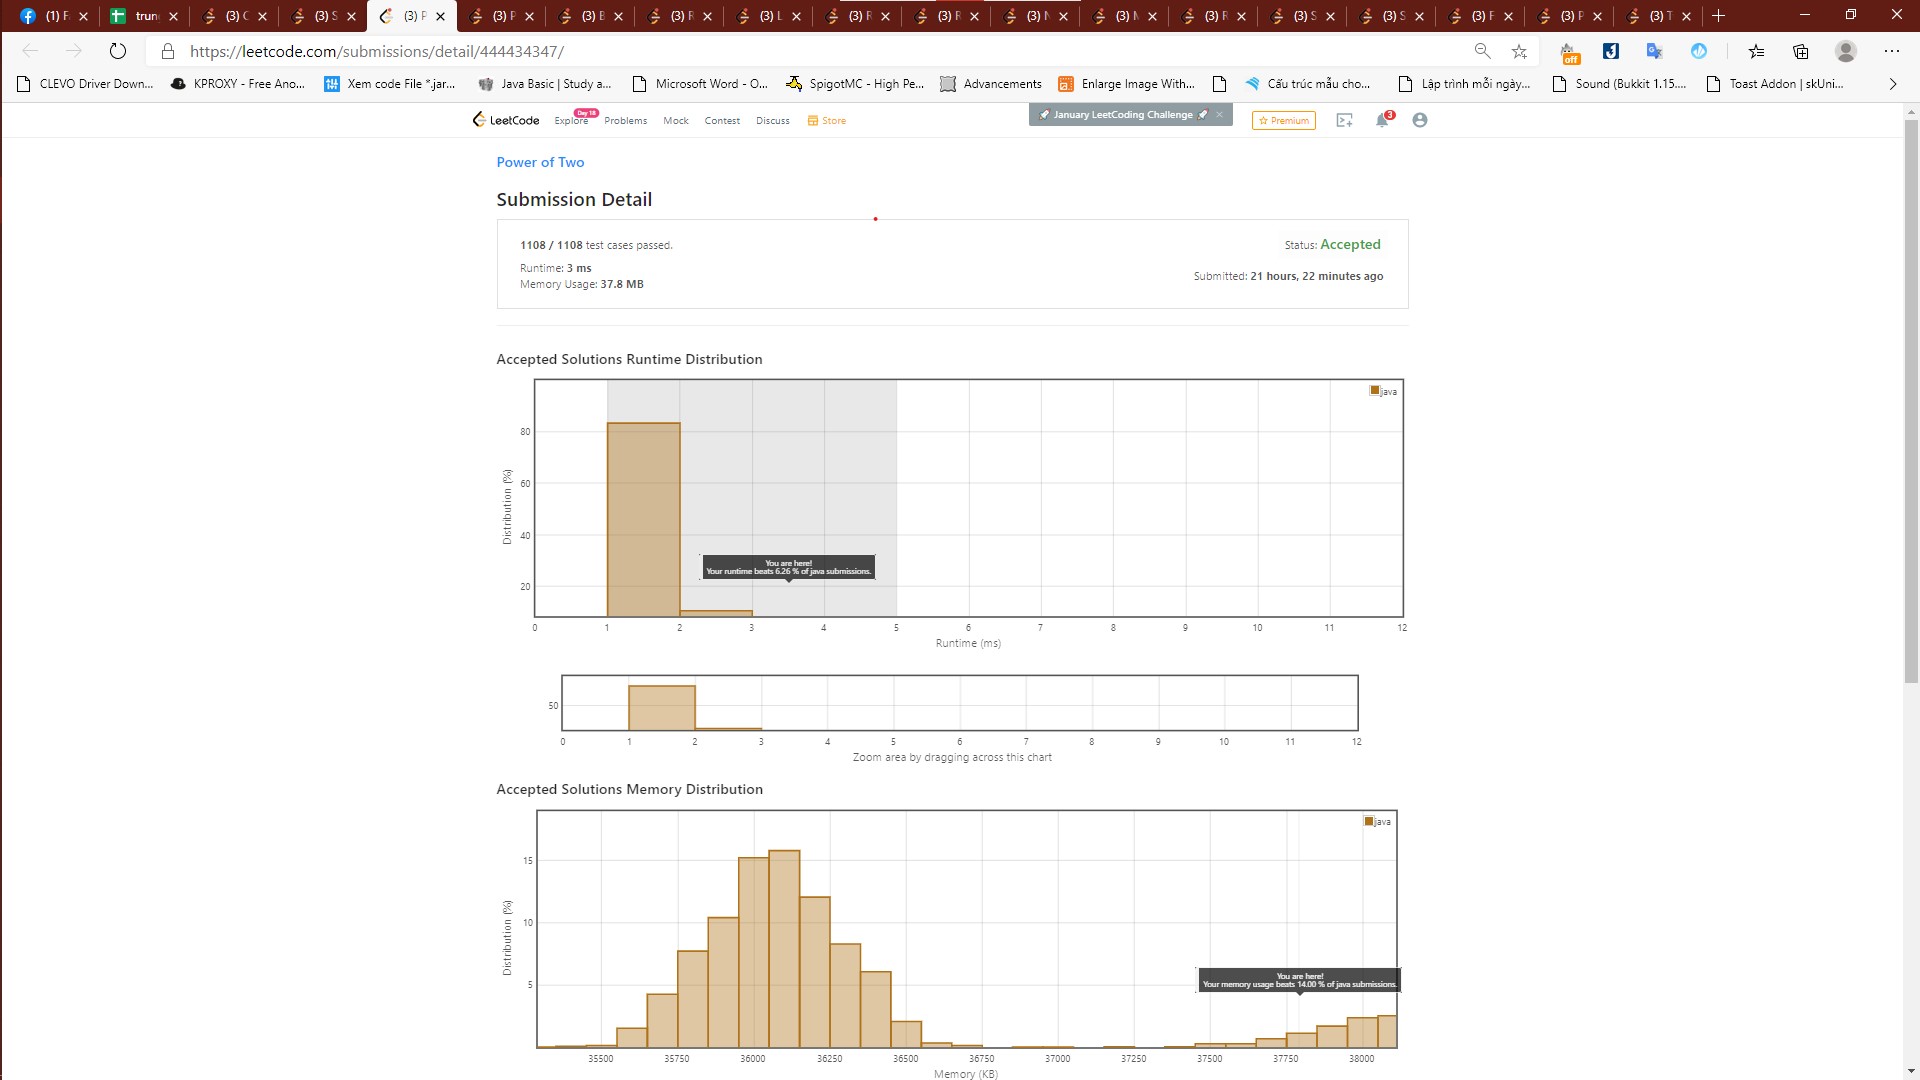 (1) F
trun
(3) C
(3) S
(3) P
(3) P
(3) B
(3) R
(3) L
(3) R
(3) R
(3) N
(3) M
(3) R
(3) S
(3) S
(3) F
(3) P
(3) T
https://leetcode.com/submissions/detail/444434347/
off
CLEVO Driver Down...
KPROXY - Free Ano...
Xem code File *.jar...
Java Basic | Study a...
Microsoft Word - O...
SpigotMC - High Pe...
Advancements
Enlarge Image With...
Cấu trúc mẫu cho...
Lập trình mỗi ngày...
Sound (Bukkit 1.15....
Toast Addon | skUni...
LeetCode
Explore
Day 18
Problems
Mock
Contest
Discuss
Store
January LeetCoding Challenge
Premium
3
Power of Two
Submission Detail
1108 / 1108 test cases passed.
Status: Accepted
Runtime: 3 ms
Submitted: 21 hours, 22 minutes ago
Memory Usage: 37.8 MB
Accepted Solutions Runtime Distribution
java
80
60
40
20
Distribution (%)
You are here!
Your runtime beats 6.26 % of java submissions.
0 1 2 3 4 5 6 7 8 9 10 11 12
Runtime (ms)
50
0 1 2 3 4 5 6 7 8 9 10 11 12
Zoom area by dragging across this chart
Accepted Solutions Memory Distribution
java
15
10
5
Distribution (%)
You are here!
Your memory usage beats 14.00 % of java submissions.
35500 35750 36000 36250 36500 36750 37000 37250 37500 37750 38000
Memory (KB)